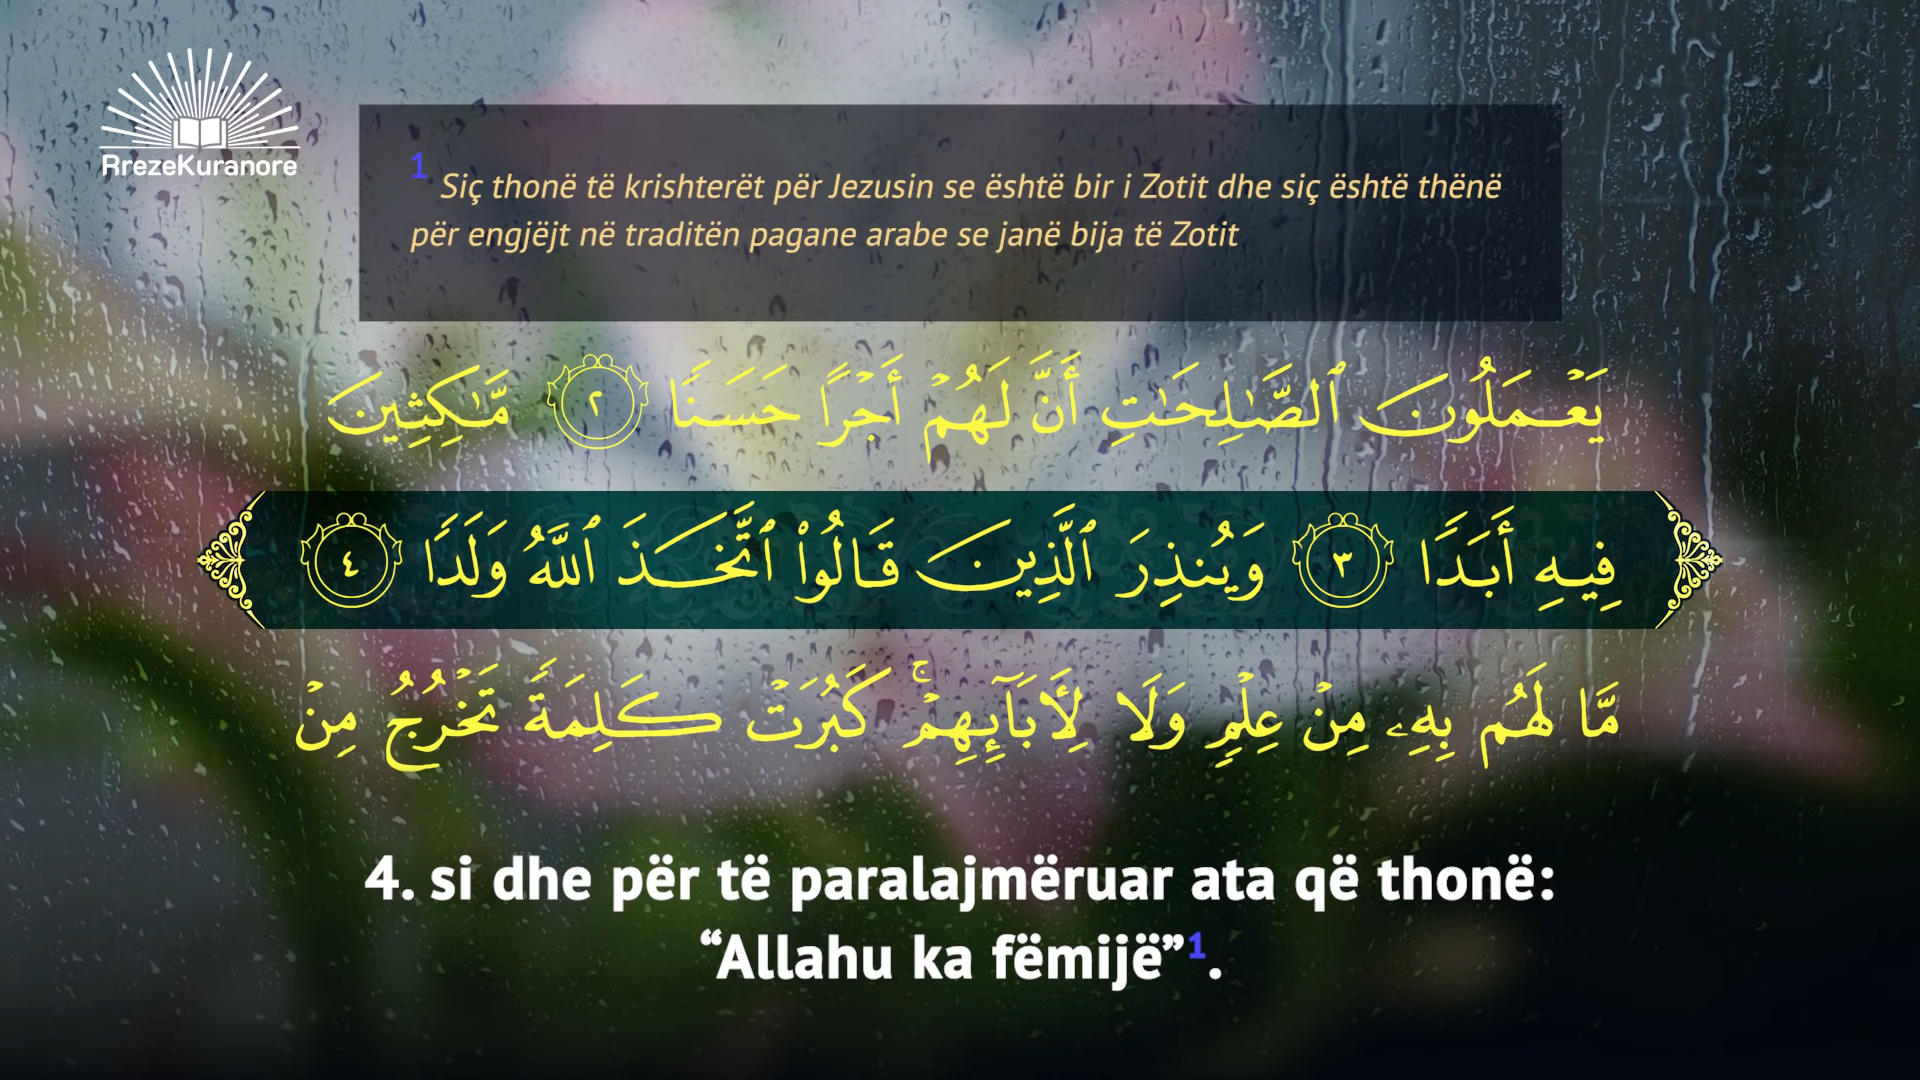 RrezeKuranore
1 Siç thonë të krishterët për Jezusin se është bir i Zotit dhe siç është thënë
për engjëjt në traditën pagane arabe se janë bija të Zotit
يَعْمَلُونَ ٱلصَّـٰلِحَـٰتِ أَنَّ لَهُمْ أَجْرًا حَسَنًا ٢ مَّـٰكِثِينَ
فِيهِ أَبَدًا ٣ وَيُنذِرَ ٱلَّذِينَ قَالُوا۟ ٱتَّخَذَ ٱللَّهُ وَلَدًا ٤
مَّا لَهُم بِهِۦ مِنْ عِلْمٍ وَلَا لِـَٔابَآئِهِمْ ۚ كَبُرَتْ كَلِمَةً تَخْرُجُ مِنْ
4. si dhe për të paralajmëruar ata që thonë:
“Allahu ka fëmijë”1.